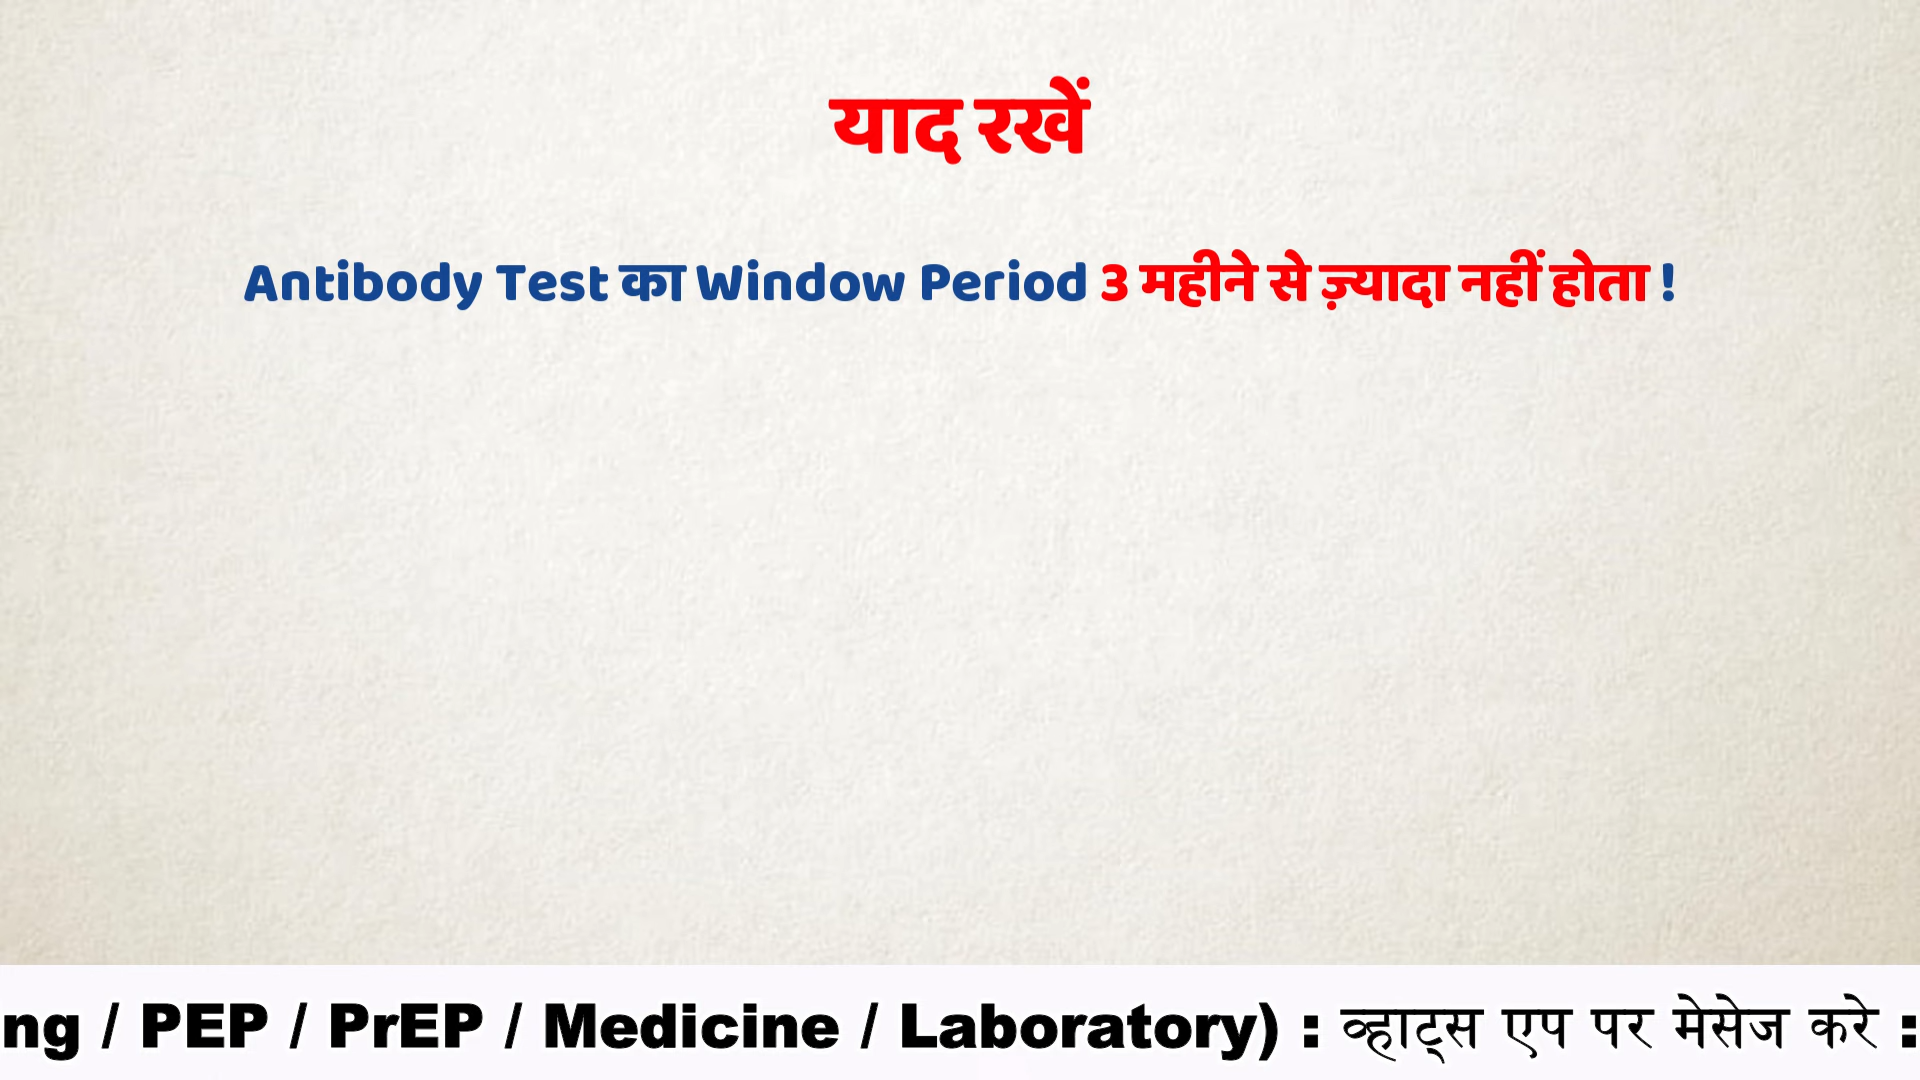 याद रखें
Antibody Test का Window Period 3 महीने से ज़्यादा नहीं होता !
ng / PEP / PrEP / Medicine / Laboratory) : व्हाट्स एप पर मेसेज करे :